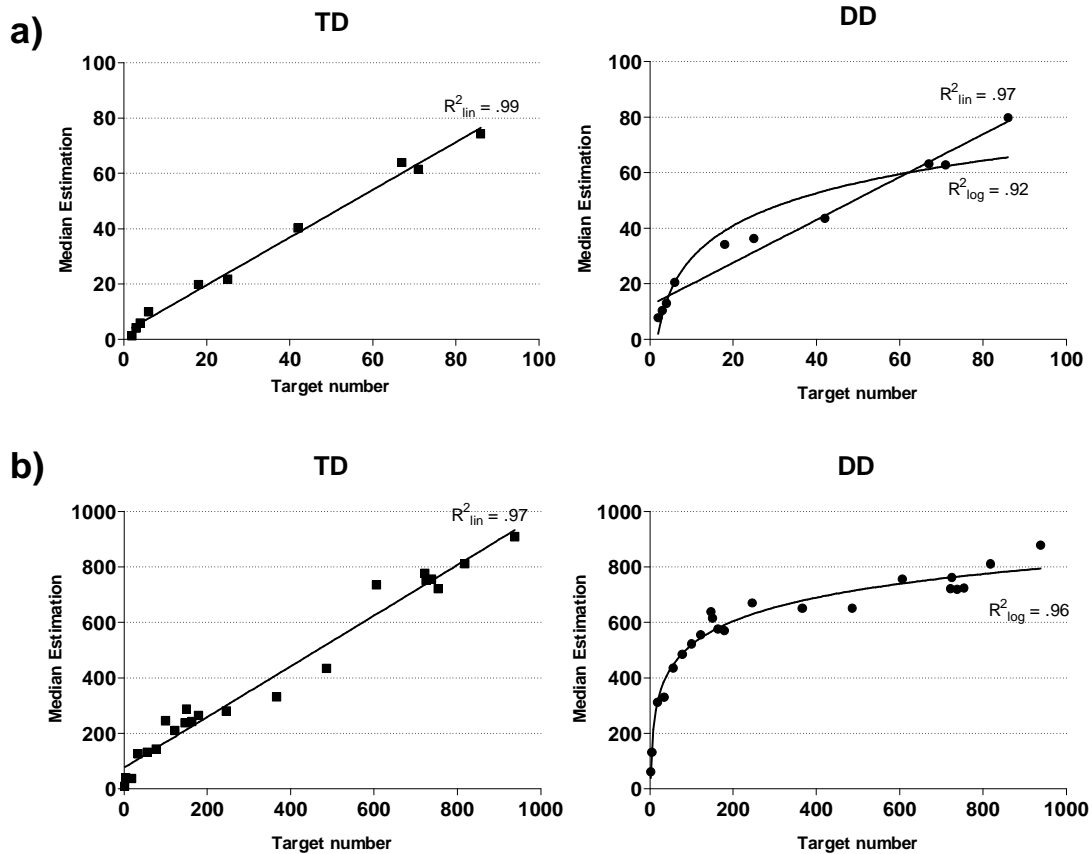 a)
TD
DD
100
80
60
40
20
0
0 20 40 60 80 100
Median Estimation
Target number
R²lin = .99
100
80
60
40
20
0
0 20 40 60 80 100
Median Estimation
Target number
R²lin = .97
R²log = .92
b)
TD
DD
1000
800
600
400
200
0
0 200 400 600 800 1000
Median Estimation
Target number
R²lin = .97
1000
800
600
400
200
0
0 200 400 600 800 1000
Median Estimation
Target number
R²log = .96